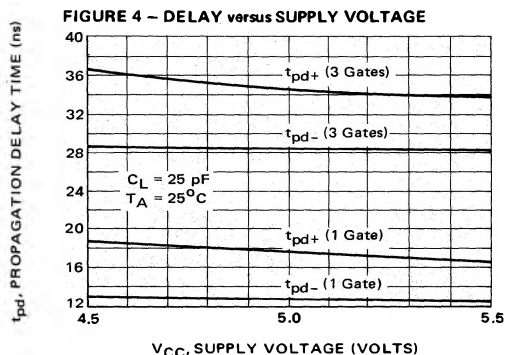 FIGURE 4 – DELAY versus SUPPLY VOLTAGE
tpd, PROPAGATION DELAY TIME (ns)
40
36
32
28
24
20
16
12
tpd+ (3 Gates)
tpd– (3 Gates)
CL = 25 pF
TA = 25°C
tpd+ (1 Gate)
tpd– (1 Gate)
4.5
5.0
5.5
VCC, SUPPLY VOLTAGE (VOLTS)